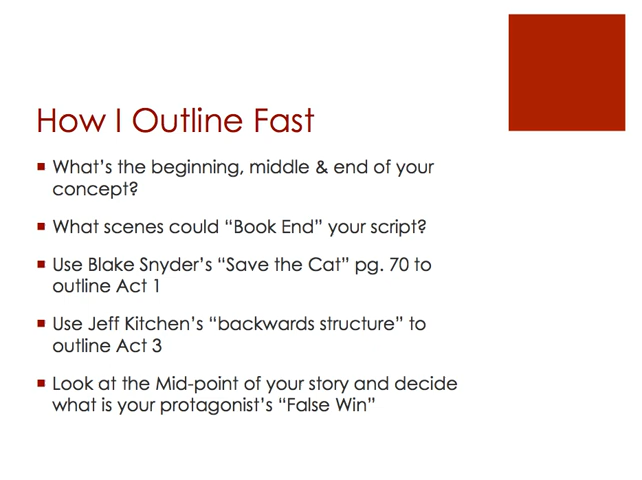 How I Outline Fast
What's the beginning, middle & end of your
concept?
What scenes could “Book End” your script?
Use Blake Snyder's “Save the Cat” pg. 70 to
outline Act 1
Use Jeff Kitchen's “backwards structure” to
outline Act 3
Look at the Mid-point of your story and decide
what is your protagonist's “False Win”